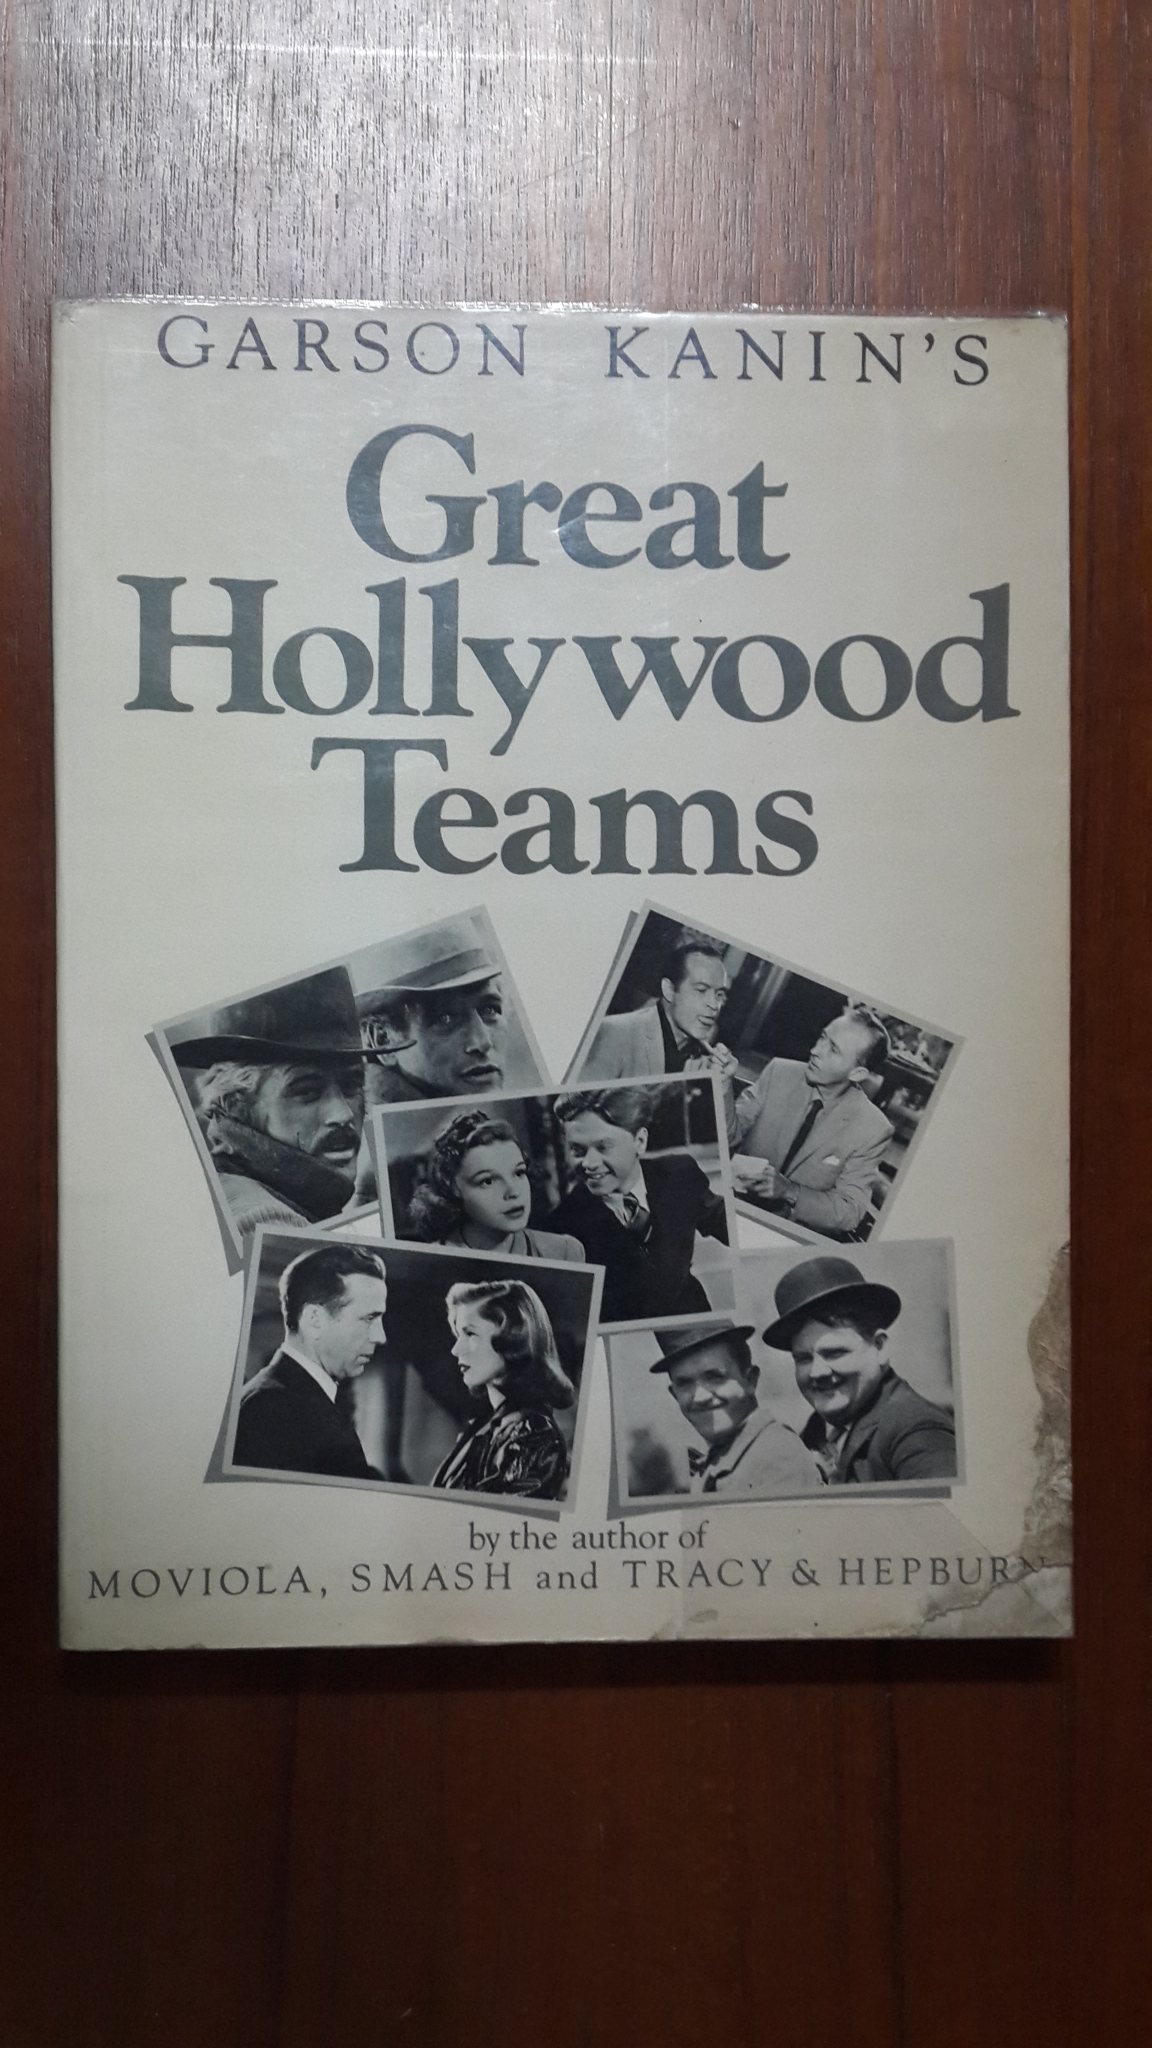 GARSON KANIN'S
Great
Hollywood
Teams
by the author of
MOVIOLA, SMASH and TRACY & HEPBURN